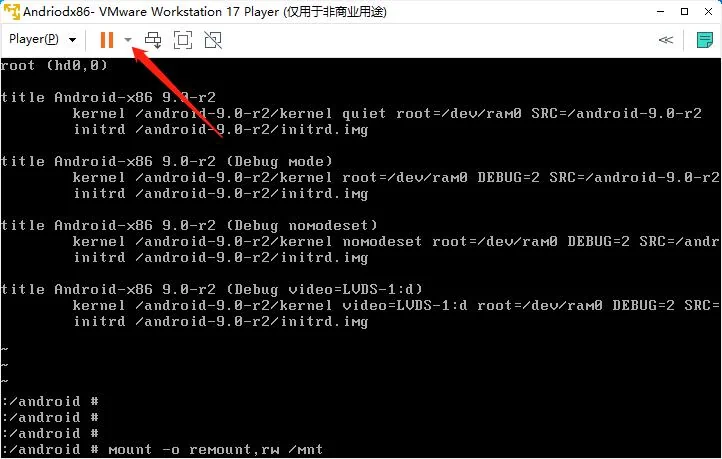 Andriodx86- VMware Workstation 17 Player (仅用于非商业用途)
Player(P)
root (hd0,0)
title Android-x86 9.0-r2
kernel /android-9.0-r2/kernel quiet root=/dev/ram0 SRC=/android-9.0-r2
initrd /android-9.0-r2/initrd.img
title Android-x86 9.0-r2 (Debug mode)
kernel /android-9.0-r2/kernel root=/dev/ram0 DEBUG=2 SRC=/android-9.0-r2
initrd /android-9.0-r2/initrd.img
title Android-x86 9.0-r2 (Debug nomodeset)
kernel /android-9.0-r2/kernel nomodeset root=/dev/ram0 DEBUG=2 SRC=/andr
initrd /android-9.0-r2/initrd.img
title Android-x86 9.0-r2 (Debug video=LVDS-1:d)
kernel /android-9.0-r2/kernel video=LVDS-1:d root=/dev/ram0 DEBUG=2 SRC=
initrd /android-9.0-r2/initrd.img
~
~
~
:/android #
:/android #
:/android #
:/android # mount -o remount,rw /mnt